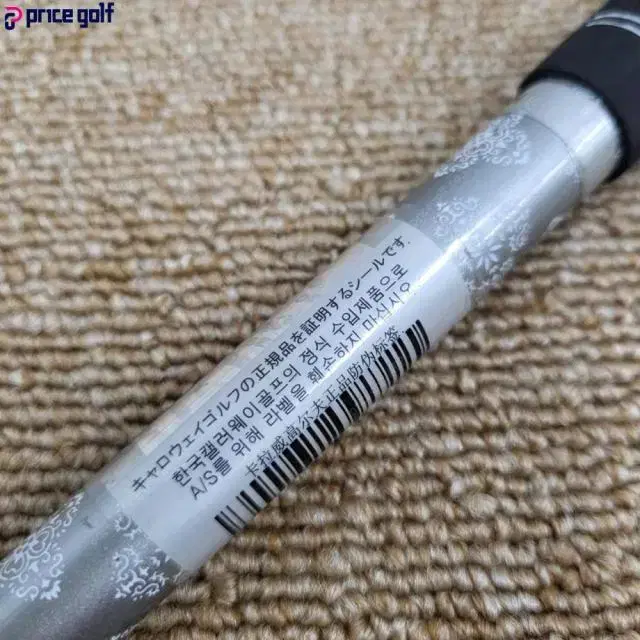 price golf
キャロウェイゴルフの正規品を証明するシールです.
한국캘러웨이골프의 정식 수입제품으로
A/S를 위해 라벨을 훼손하지 마십시오
卡拉威高尔夫正品防伪标签